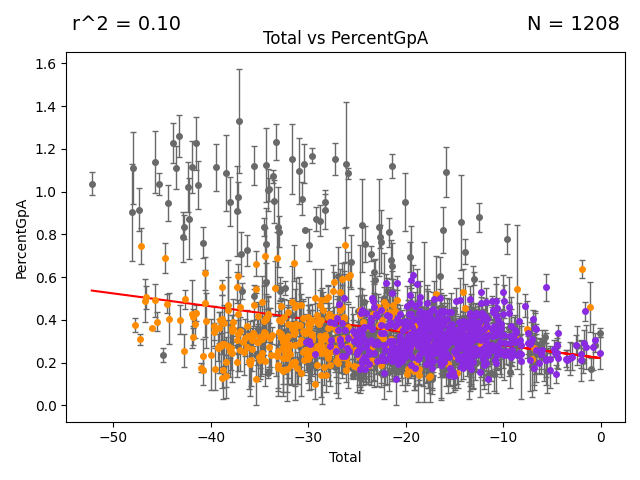 r^2 = 0.10 N = 1208
Total vs PercentGpA
1.6
1.4
1.2
1.0
0.8
0.6
0.4
0.2
0.0
PercentGpA
−50 −40 −30 −20 −10 0
Total